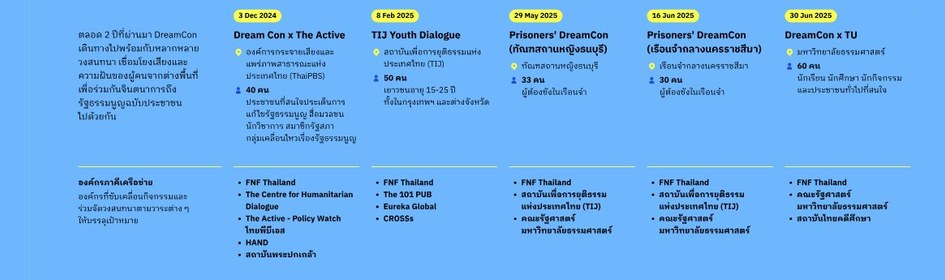 ตลอด 2 ปีที่ผ่านมา DreamCon
เดินทางไปพร้อมกับหลากหลาย
วงสนทนา เชื่อมโยงเสียงและ
ความฝันของผู้คนจากต่างพื้นที่
เพื่อร่วมกันจินตนาการถึง
รัฐธรรมนูญฉบับประชาชน
ไปด้วยกัน
3 Dec 2024
Dream Con x The Active
องค์การกระจายเสียงและ
แพร่ภาพสาธารณะแห่ง
ประเทศไทย (ThaiPBS)
40 คน
ประชาชนที่สนใจประเด็นการ
แก้ไขรัฐธรรมนูญ สื่อมวลชน
นักวิชาการ สมาชิกรัฐสภา
กลุ่มเคลื่อนไหวเรื่องรัฐธรรมนูญ
8 Feb 2025
TIJ Youth Dialogue
สถาบันเพื่อการยุติธรรมแห่ง
ประเทศไทย (TIJ)
50 คน
เยาวชนอายุ 15-25 ปี
ทั้งในกรุงเทพฯ และต่างจังหวัด
29 May 2025
Prisoners' DreamCon
(ทัณฑสถานหญิงธนบุรี)
ทัณฑสถานหญิงธนบุรี
33 คน
ผู้ต้องขังในเรือนจำ
16 Jun 2025
Prisoners' DreamCon
(เรือนจำกลางนครราชสีมา)
เรือนจำกลางนครราชสีมา
30 คน
ผู้ต้องขังในเรือนจำ
30 Jun 2025
DreamCon x TU
มหาวิทยาลัยธรรมศาสตร์
60 คน
นักเรียน นักศึกษา นักกิจกรรม
และประชาชนทั่วไปที่สนใจ
องค์กรภาคีเครือข่าย
องค์กรที่ขับเคลื่อนกิจกรรมและ
ร่วมจัดวงสนทนาตามวาระต่าง ๆ
ให้บรรลุเป้าหมาย
• FNF Thailand
• The Centre for Humanitarian
Dialogue
• The Active - Policy Watch
ไทยพีบีเอส
• HAND
• สถาบันพระปกเกล้า
• FNF Thailand
• The 101 PUB
• Eureka Global
• CROSSs
• FNF Thailand
• สถาบันเพื่อการยุติธรรม
แห่งประเทศไทย (TIJ)
• คณะรัฐศาสตร์
มหาวิทยาลัยธรรมศาสตร์
• FNF Thailand
• สถาบันเพื่อการยุติธรรม
แห่งประเทศไทย (TIJ)
• คณะรัฐศาสตร์
มหาวิทยาลัยธรรมศาสตร์
• FNF Thailand
• คณะรัฐศาสตร์
มหาวิทยาลัยธรรมศาสตร์
• สถาบันไทยคดีศึกษา